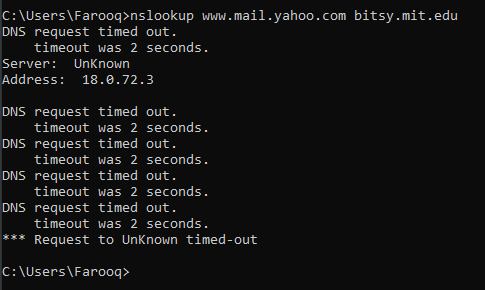 C:\Users\Farooq>nslookup www.mail.yahoo.com bitsy.mit.edu
DNS request timed out.
    timeout was 2 seconds.
Server:  UnKnown
Address:  18.0.72.3

DNS request timed out.
    timeout was 2 seconds.
DNS request timed out.
    timeout was 2 seconds.
DNS request timed out.
    timeout was 2 seconds.
DNS request timed out.
    timeout was 2 seconds.
*** Request to UnKnown timed-out

C:\Users\Farooq>